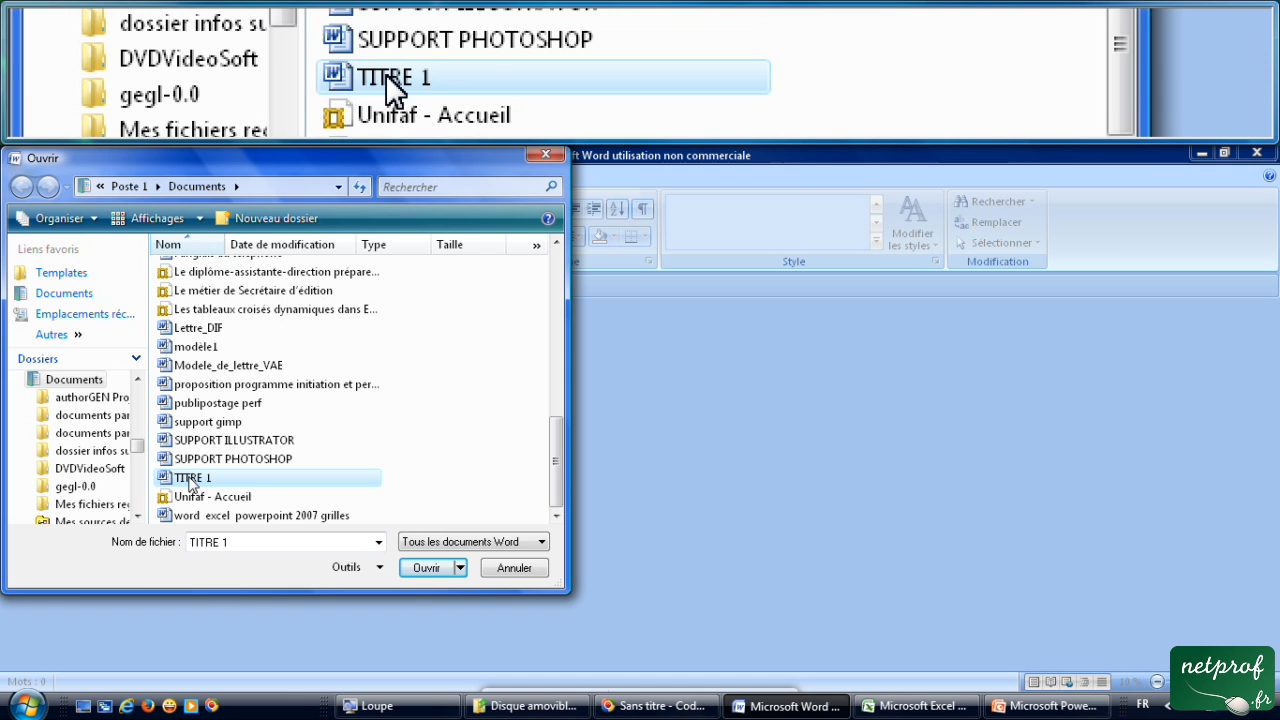 dossier infos su
SUPPORT PHOTOSHOP
DVDVideoSoft
TITRE 1
gegl-0.0
Unifaf - Accueil
Mes fichiers rec
Ouvrir
ft Word utilisation non commerciale
Poste 1
Documents
Rechercher
Organiser
Affichages
Nouveau dossier
Rechercher
Remplacer
Sélectionner
Modifier
les styles
Style
Modification
Liens favoris
Templates
Documents
Emplacements réc...
Autres »
Dossiers
Documents
authorGEN Pro
documents par
documents par
dossier infos su
DVDVideoSoft
gegl-0.0
Mes fichiers rec
Mes sources de
Nom
Date de modification
Type
Taille
»
Le diplôme-assistante-direction prépare...
Le métier de Secrétaire d'édition
Les tableaux croisés dynamiques dans E...
Lettre_DIF
modèle1
Modele_de_lettre_VAE
proposition programme initiation et per...
publipostage perf
support gimp
SUPPORT ILLUSTRATOR
SUPPORT PHOTOSHOP
TITRE 1
Unifaf - Accueil
word excel powerpoint 2007 grilles
Nom de fichier :
TITRE 1
Tous les documents Word
Outils
Ouvrir
Annuler
Mots : 0
10 %
netprof
.fr
Loupe
Disque amovibl...
Sans titre - Cod...
Microsoft Word ...
Microsoft Excel ...
Microsoft Powe...
FR